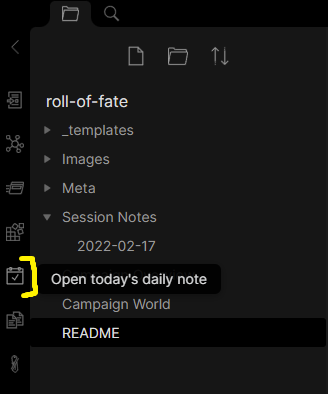 roll-of-fate
_templates
Images
Meta
Session Notes
2022-02-17
Open today's daily note
Campaign World
README